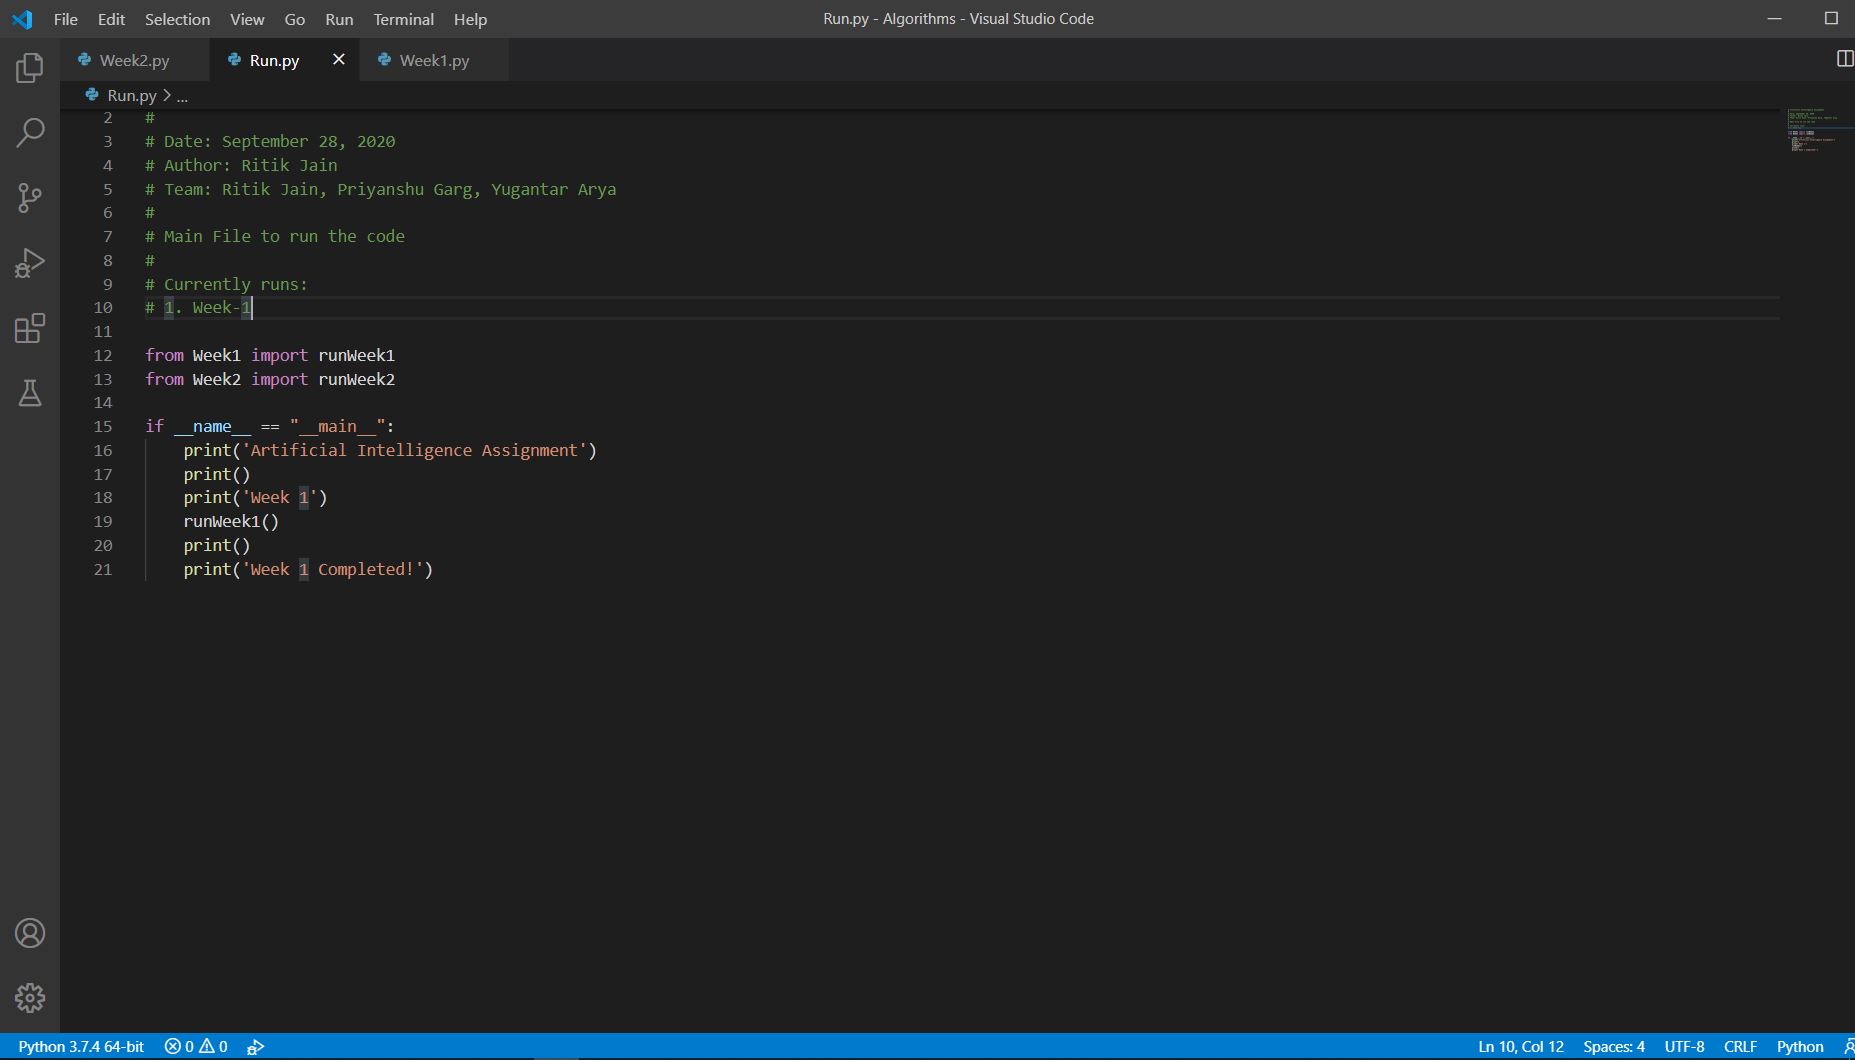 File Edit Selection View Go Run Terminal Help Run.py - Algorithms - Visual Studio Code
Week2.py Run.py Week1.py
Run.py > ...
2 #
3 # Date: September 28, 2020
4 # Author: Ritik Jain
5 # Team: Ritik Jain, Priyanshu Garg, Yugantar Arya
6 #
7 # Main File to run the code
8 #
9 # Currently runs:
10 # 1. Week-1
11
12 from Week1 import runWeek1
13 from Week2 import runWeek2
14
15 if __name__ == "__main__":
16 print('Artificial Intelligence Assignment')
17 print()
18 print('Week 1')
19 runWeek1()
20 print()
21 print('Week 1 Completed!')
Python 3.7.4 64-bit 0 0 Ln 10, Col 12 Spaces: 4 UTF-8 CRLF Python